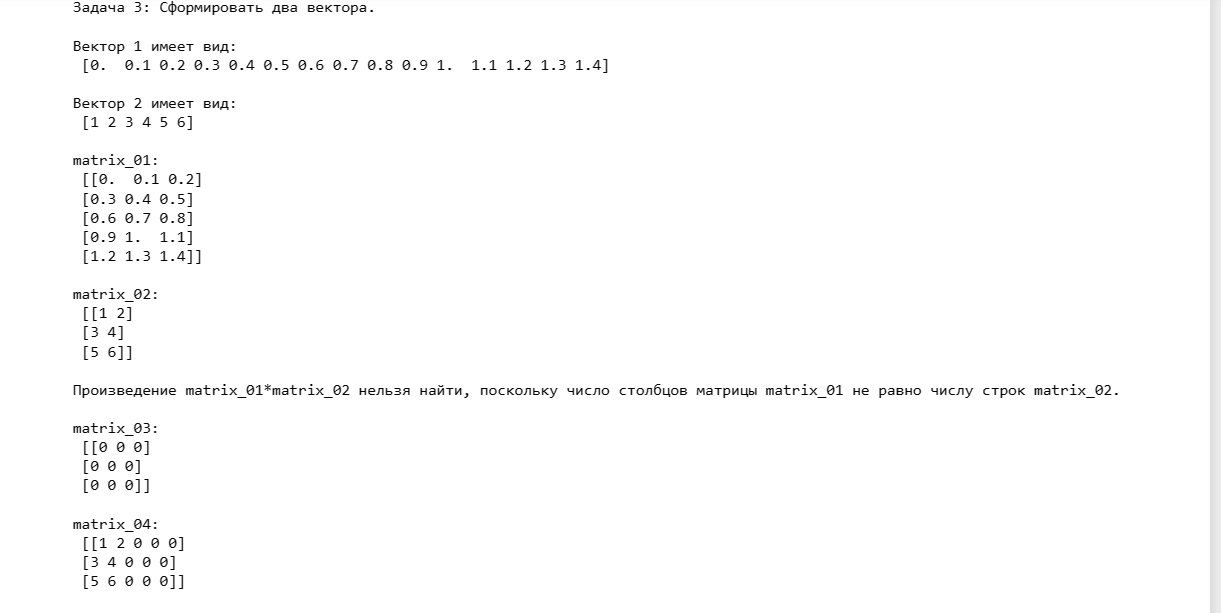 Задача 3: Сформировать два вектора.
Вектор 1 имеет вид:
[0.  0.1 0.2 0.3 0.4 0.5 0.6 0.7 0.8 0.9 1.  1.1 1.2 1.3 1.4]
Вектор 2 имеет вид:
[1 2 3 4 5 6]
matrix_01:
[[0.  0.1 0.2]
[0.3 0.4 0.5]
[0.6 0.7 0.8]
[0.9 1.  1.1]
[1.2 1.3 1.4]]
matrix_02:
[[1 2]
[3 4]
[5 6]]
Произведение matrix_01*matrix_02 нельзя найти, поскольку число столбцов матрицы matrix_01 не равно числу строк matrix_02.
matrix_03:
[[0 0 0]
[0 0 0]
[0 0 0]]
matrix_04:
[[1 2 0 0 0]
[3 4 0 0 0]
[5 6 0 0 0]]